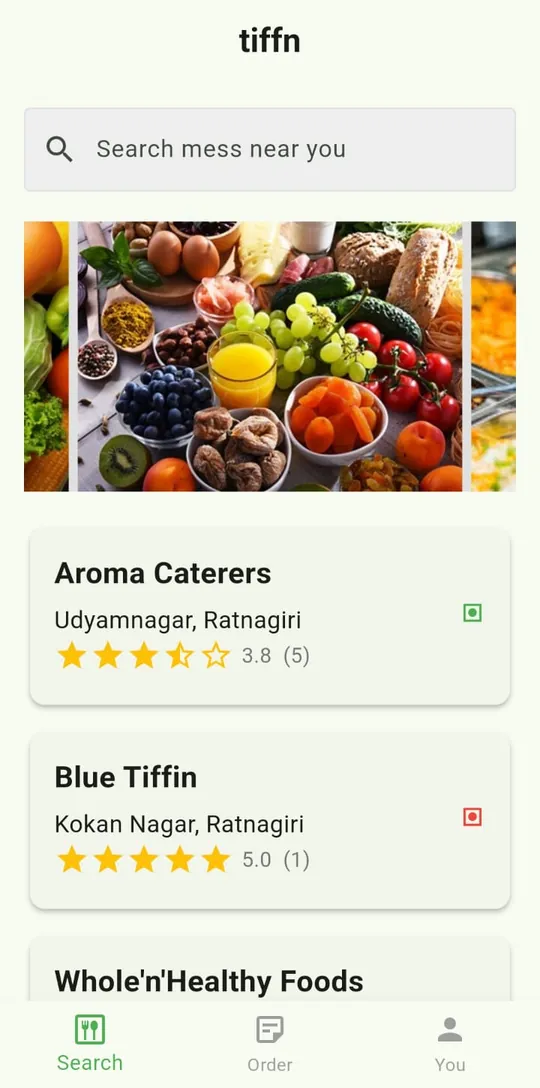 tiffn
Search mess near you
Aroma Caterers
Udyamnagar, Ratnagiri
3.8 (5)
Blue Tiffin
Kokan Nagar, Ratnagiri
5.0 (1)
Whole'n'Healthy Foods
Search Order You